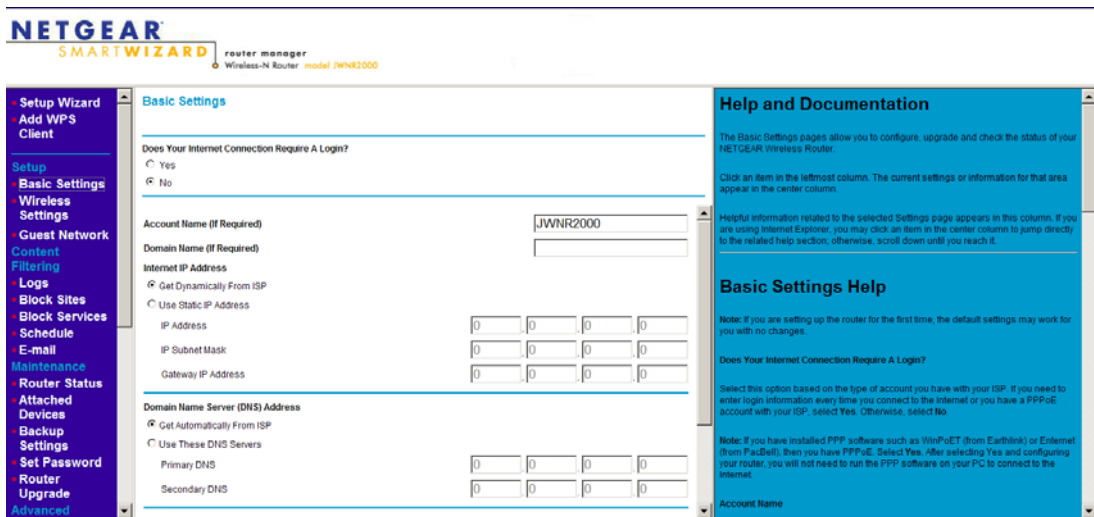 NETGEAR
SMARTWIZARD
router manager
Wireless-N Router model JWNR2000
Setup Wizard
Add WPS
Client
Setup
Basic Settings
Wireless
Settings
Guest Network
Content
Filtering
Logs
Block Sites
Block Services
Schedule
E-mail
Maintenance
Router Status
Attached
Devices
Backup
Settings
Set Password
Router
Upgrade
Advanced
Basic Settings
Does Your Internet Connection Require A Login?
Yes
No
Account Name (If Required)
JWNR2000
Domain Name (If Required)
Internet IP Address
Get Dynamically From ISP
Use Static IP Address
IP Address 0 . 0 . 0 . 0
IP Subnet Mask 0 . 0 . 0 . 0
Gateway IP Address 0 . 0 . 0 . 0
Domain Name Server (DNS) Address
Get Automatically From ISP
Use These DNS Servers
Primary DNS 0 . 0 . 0 . 0
Secondary DNS 0 . 0 . 0 . 0
Help and Documentation
The Basic Settings pages allow you to configure, upgrade and check the status of your
NETGEAR Wireless Router.
Click an item in the leftmost column. The current settings or information for that area
appear in the center column.
Helpful information related to the selected Settings page appears in this column. If you
are using Internet Explorer, you may click an item in the center column to jump directly
to the related help section; otherwise, scroll down until you reach it.
Basic Settings Help
Note: If you are setting up the router for the first time, the default settings may work for
you with no changes.
Does Your Internet Connection Require A Login?
Select this option based on the type of account you have with your ISP. If you need to
enter login information every time you connect to the Internet or you have a PPPoE
account with your ISP, select Yes. Otherwise, select No.
Note: If you have installed PPP software such as WinPoET (from Earthlink) or Enternet
(from PacBell), then you have PPPoE. Select Yes. After selecting Yes and configuring
your router, you will not need to run the PPP software on your PC to connect to the
Internet.
Account Name